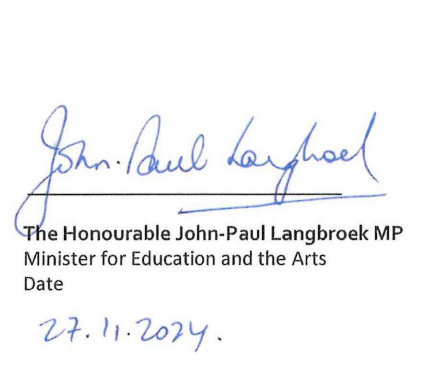 John-Paul Langbroek
The Honourable John-Paul Langbroek MP
Minister for Education and the Arts
Date
27.11.2024.